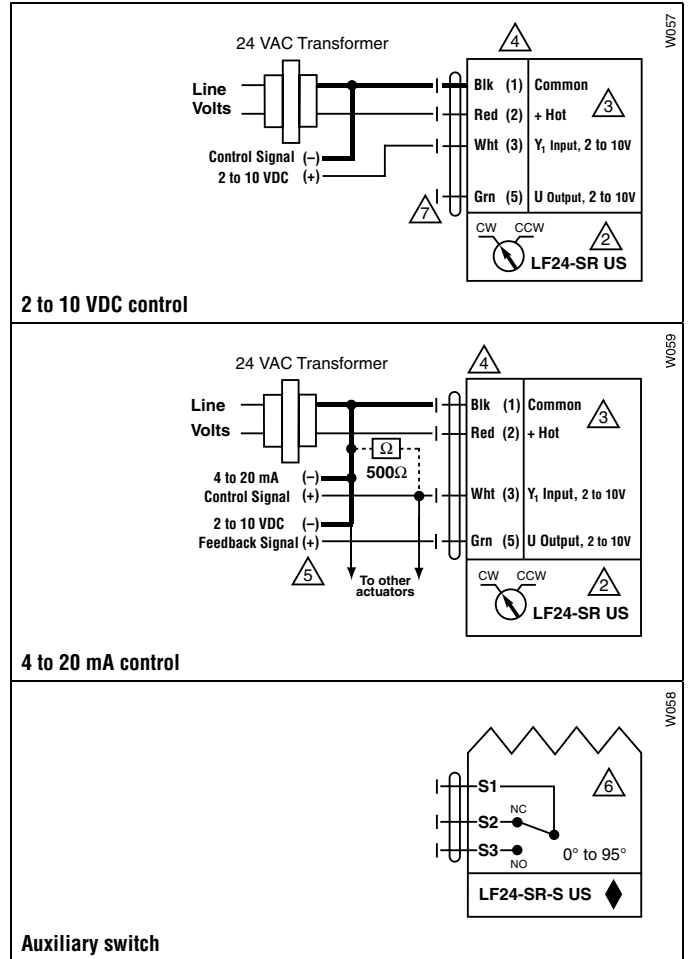 W057
24 VAC Transformer
4
Line
Volts
Blk (1) Common
3
Red (2) + Hot
Wht (3) Y₁ Input, 2 to 10V
Control Signal (–)
2 to 10 VDC (+)
7
Grn (5) U Output, 2 to 10V
CW CCW
2
LF24-SR US
2 to 10 VDC control
W059
24 VAC Transformer
4
Line
Volts
Blk (1) Common
3
Red (2) + Hot
Ω
500Ω
4 to 20 mA (–)
Control Signal (+)
Wht (3) Y₁ Input, 2 to 10V
2 to 10 VDC (–)
Feedback Signal (+)
Grn (5) U Output, 2 to 10V
5
To other
actuators
CW CCW
2
LF24-SR US
4 to 20 mA control
W058
S1
6
NC
S2
S3
NO
0° to 95°
LF24-SR-S US
Auxiliary switch